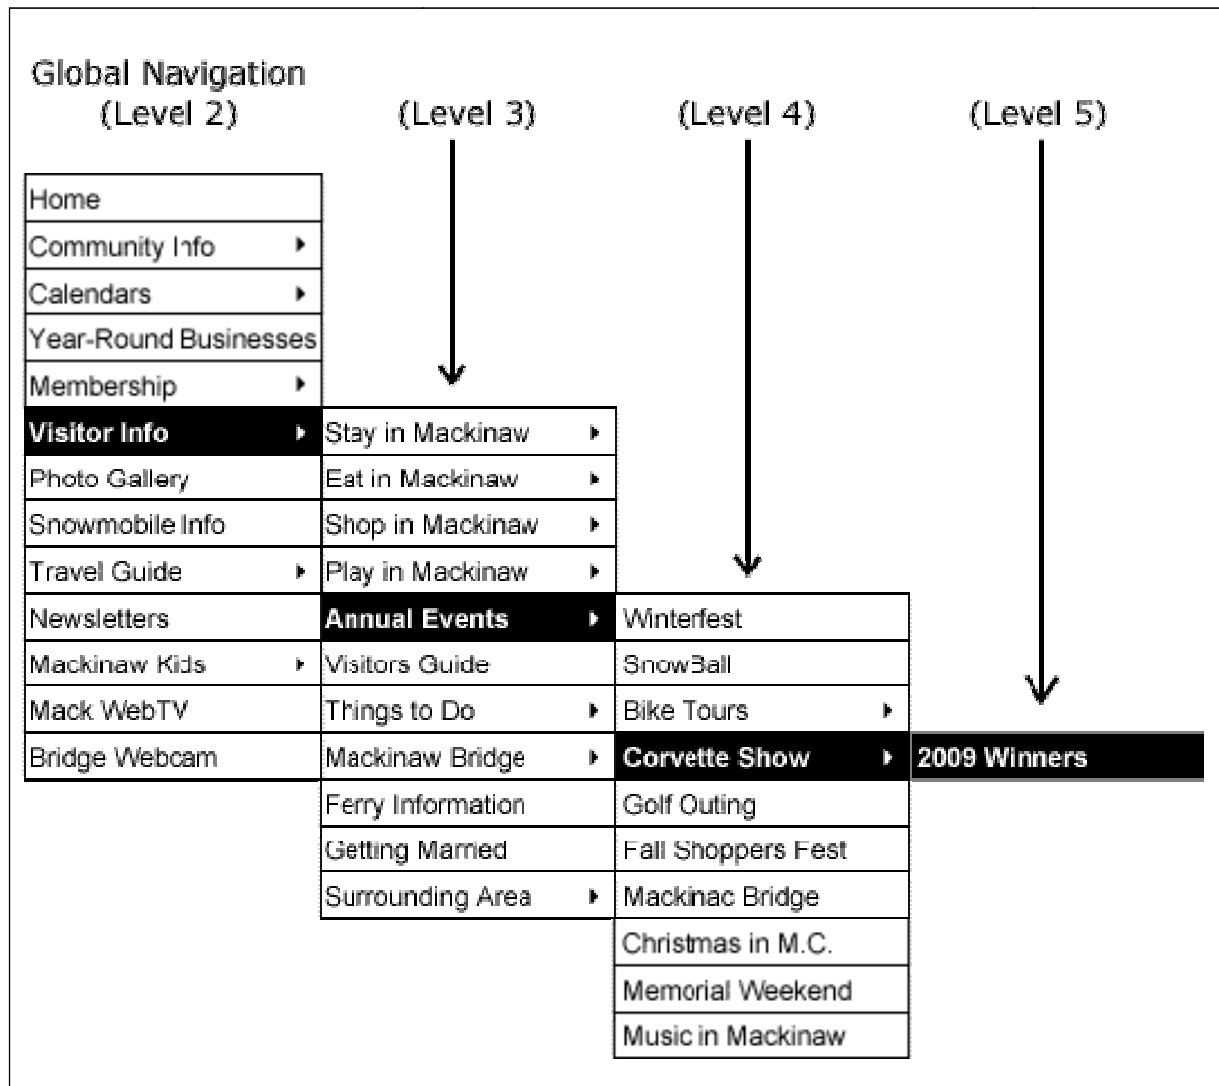 Global Navigation
(Level 2)
(Level 3)
(Level 4)
(Level 5)
Home
Community Info
Calendars
Year-Round Businesses
Membership
Visitor Info
Photo Gallery
Snowmobile Info
Travel Guide
Newsletters
Mackinaw Kids
Mack WebTV
Bridge Webcam
Stay in Mackinaw
Eat in Mackinaw
Shop in Mackinaw
Play in Mackinaw
Annual Events
Visitors Guide
Things to Do
Mackinaw Bridge
Ferry Information
Getting Married
Surrounding Area
Winterfest
SnowBall
Bike Tours
Corvette Show
Golf Outing
Fall Shoppers Fest
Mackinac Bridge
Christmas in M.C.
Memorial Weekend
Music in Mackinaw
2009 Winners